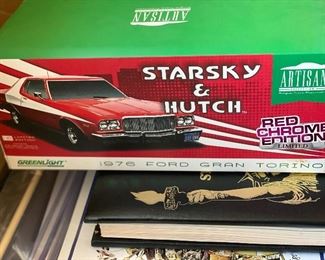 ARTISAN
STARSKY
&
HUTCH
ARTISAN
RED
CHROME
EDITION
LIMITED
GREENLIGHT
1976 FORD GRAN TORINO
S